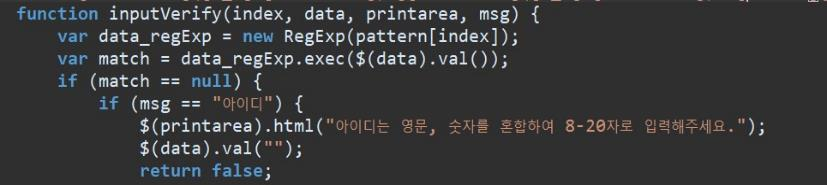 function inputVerify(index, data, printarea, msg) {
var data_regExp = new RegExp(pattern[index]);
var match = data_regExp.exec($(data).val());
if (match == null) {
if (msg == "아이디") {
$(printarea).html("아이디는 영문, 숫자를 혼합하여 8-20자로 입력해주세요.");
$(data).val("");
return false;